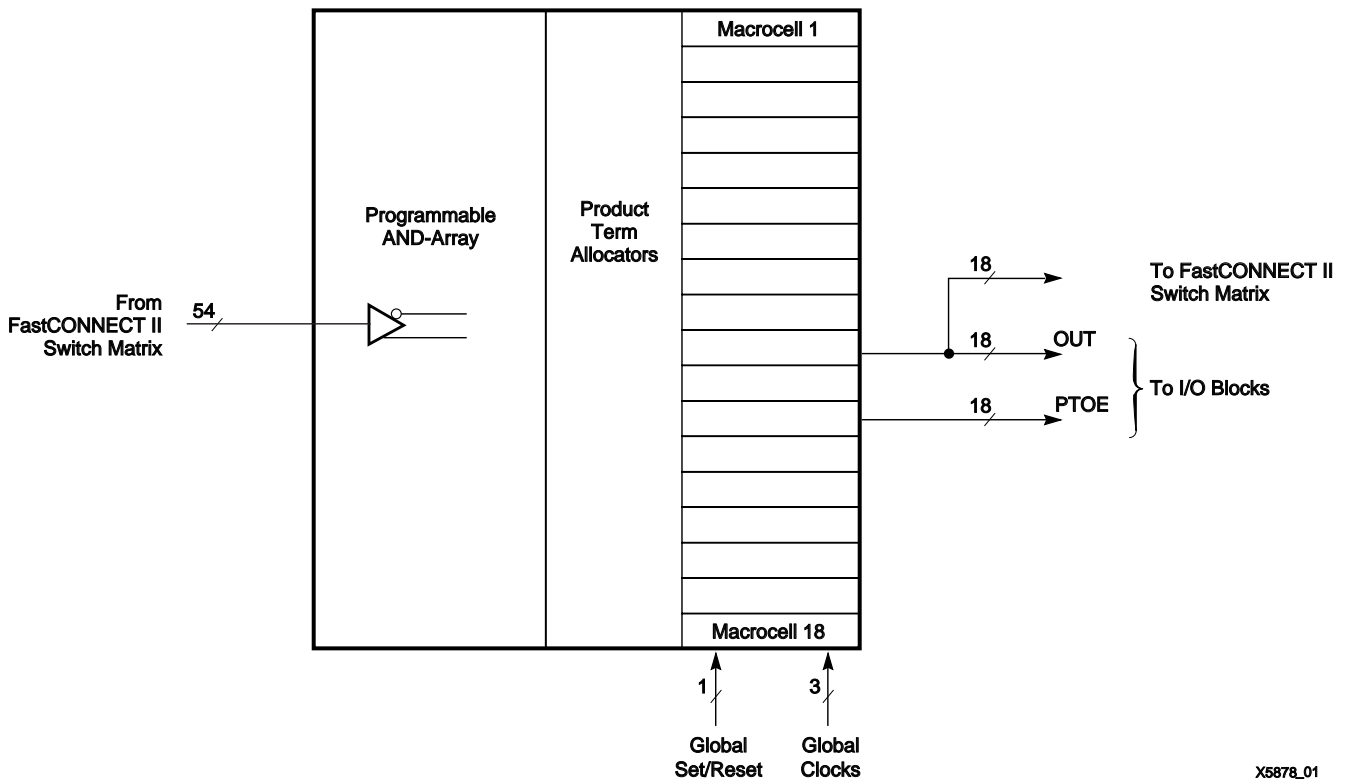 Macrocell 1
Programmable
AND-Array
Product
Term
Allocators
From
FastCONNECT II
Switch Matrix
54
18
To FastCONNECT II
Switch Matrix
18
OUT
To I/O Blocks
18
PTOE
Macrocell 18
1
3
Global
Set/Reset
Global
Clocks
X5878_01